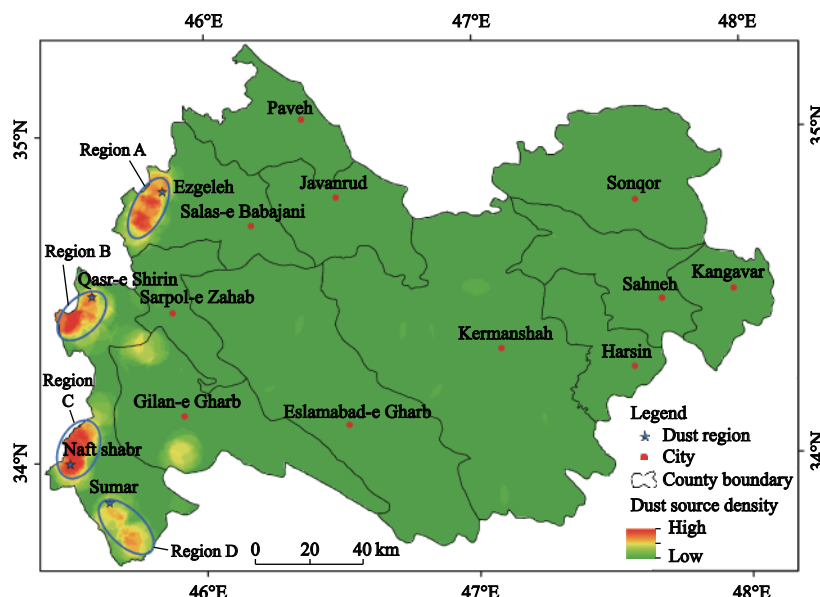 46°E 47°E 48°E
35°N
35°N
Paveh
Region A
Ezgeleh
Javanrud
Sonqor
Salas-e Babajani
Region B
Qasr-e Shirin
Kangavar
Sahneh
Sarpol-e Zahab
Kermanshah
Harsin
Region
C
Gilan-e Gharb
Eslamabad-e Gharb
Legend
Dust region
City
County boundary
Dust source density
High
Low
34°N
34°N
Naft shabr
Sumar
Region D
0 20 40 km
46°E 47°E 48°E